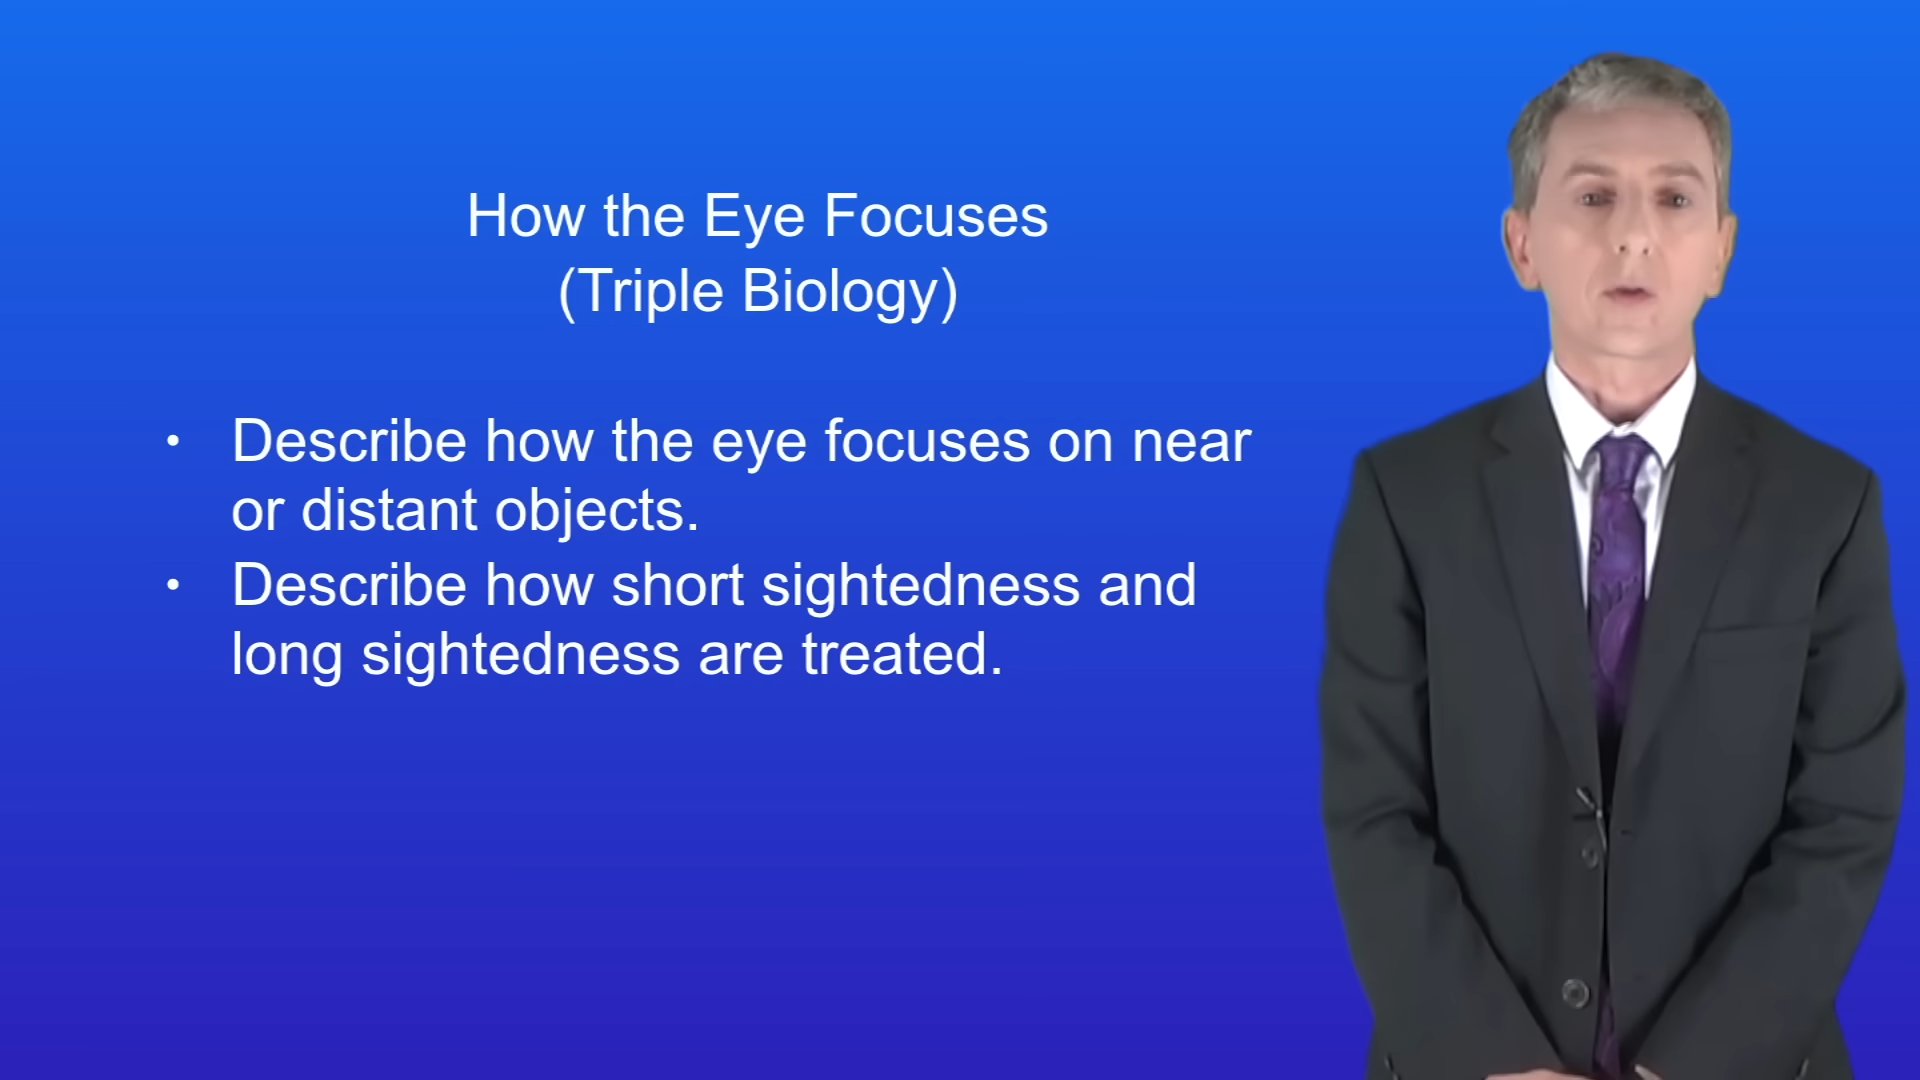 How the Eye Focuses
(Triple Biology)
• Describe how the eye focuses on near
or distant objects.
• Describe how short sightedness and
long sightedness are treated.